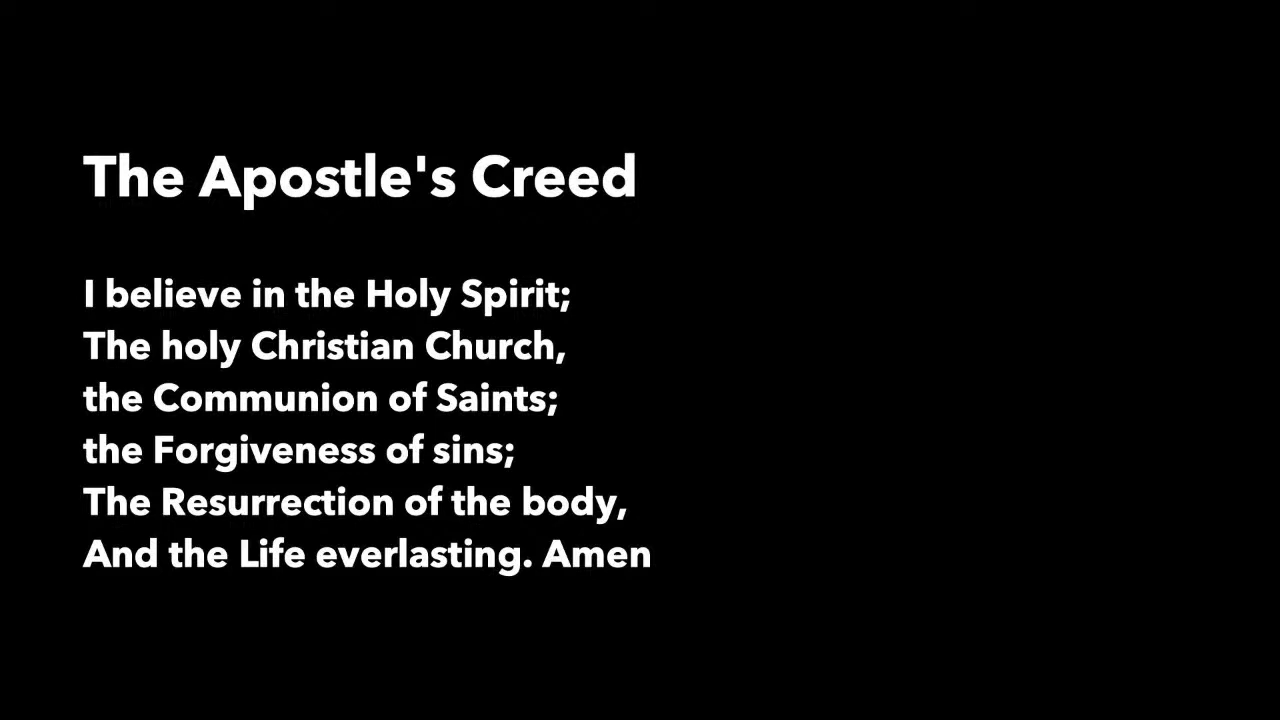 The Apostle's Creed
I believe in the Holy Spirit;
The holy Christian Church,
the Communion of Saints;
the Forgiveness of sins;
The Resurrection of the body,
And the Life everlasting. Amen